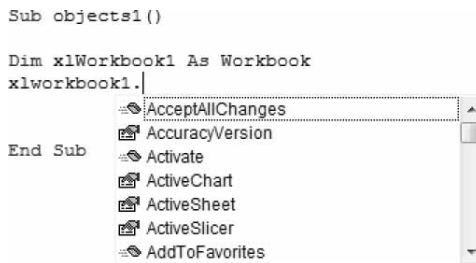 Sub objects1()
Dim xlWorkbook1 As Workbook
xlworkbook1.
AcceptAllChanges
AccuracyVersion
End Sub
Activate
ActiveChart
ActiveSheet
ActiveSlicer
AddToFavorites